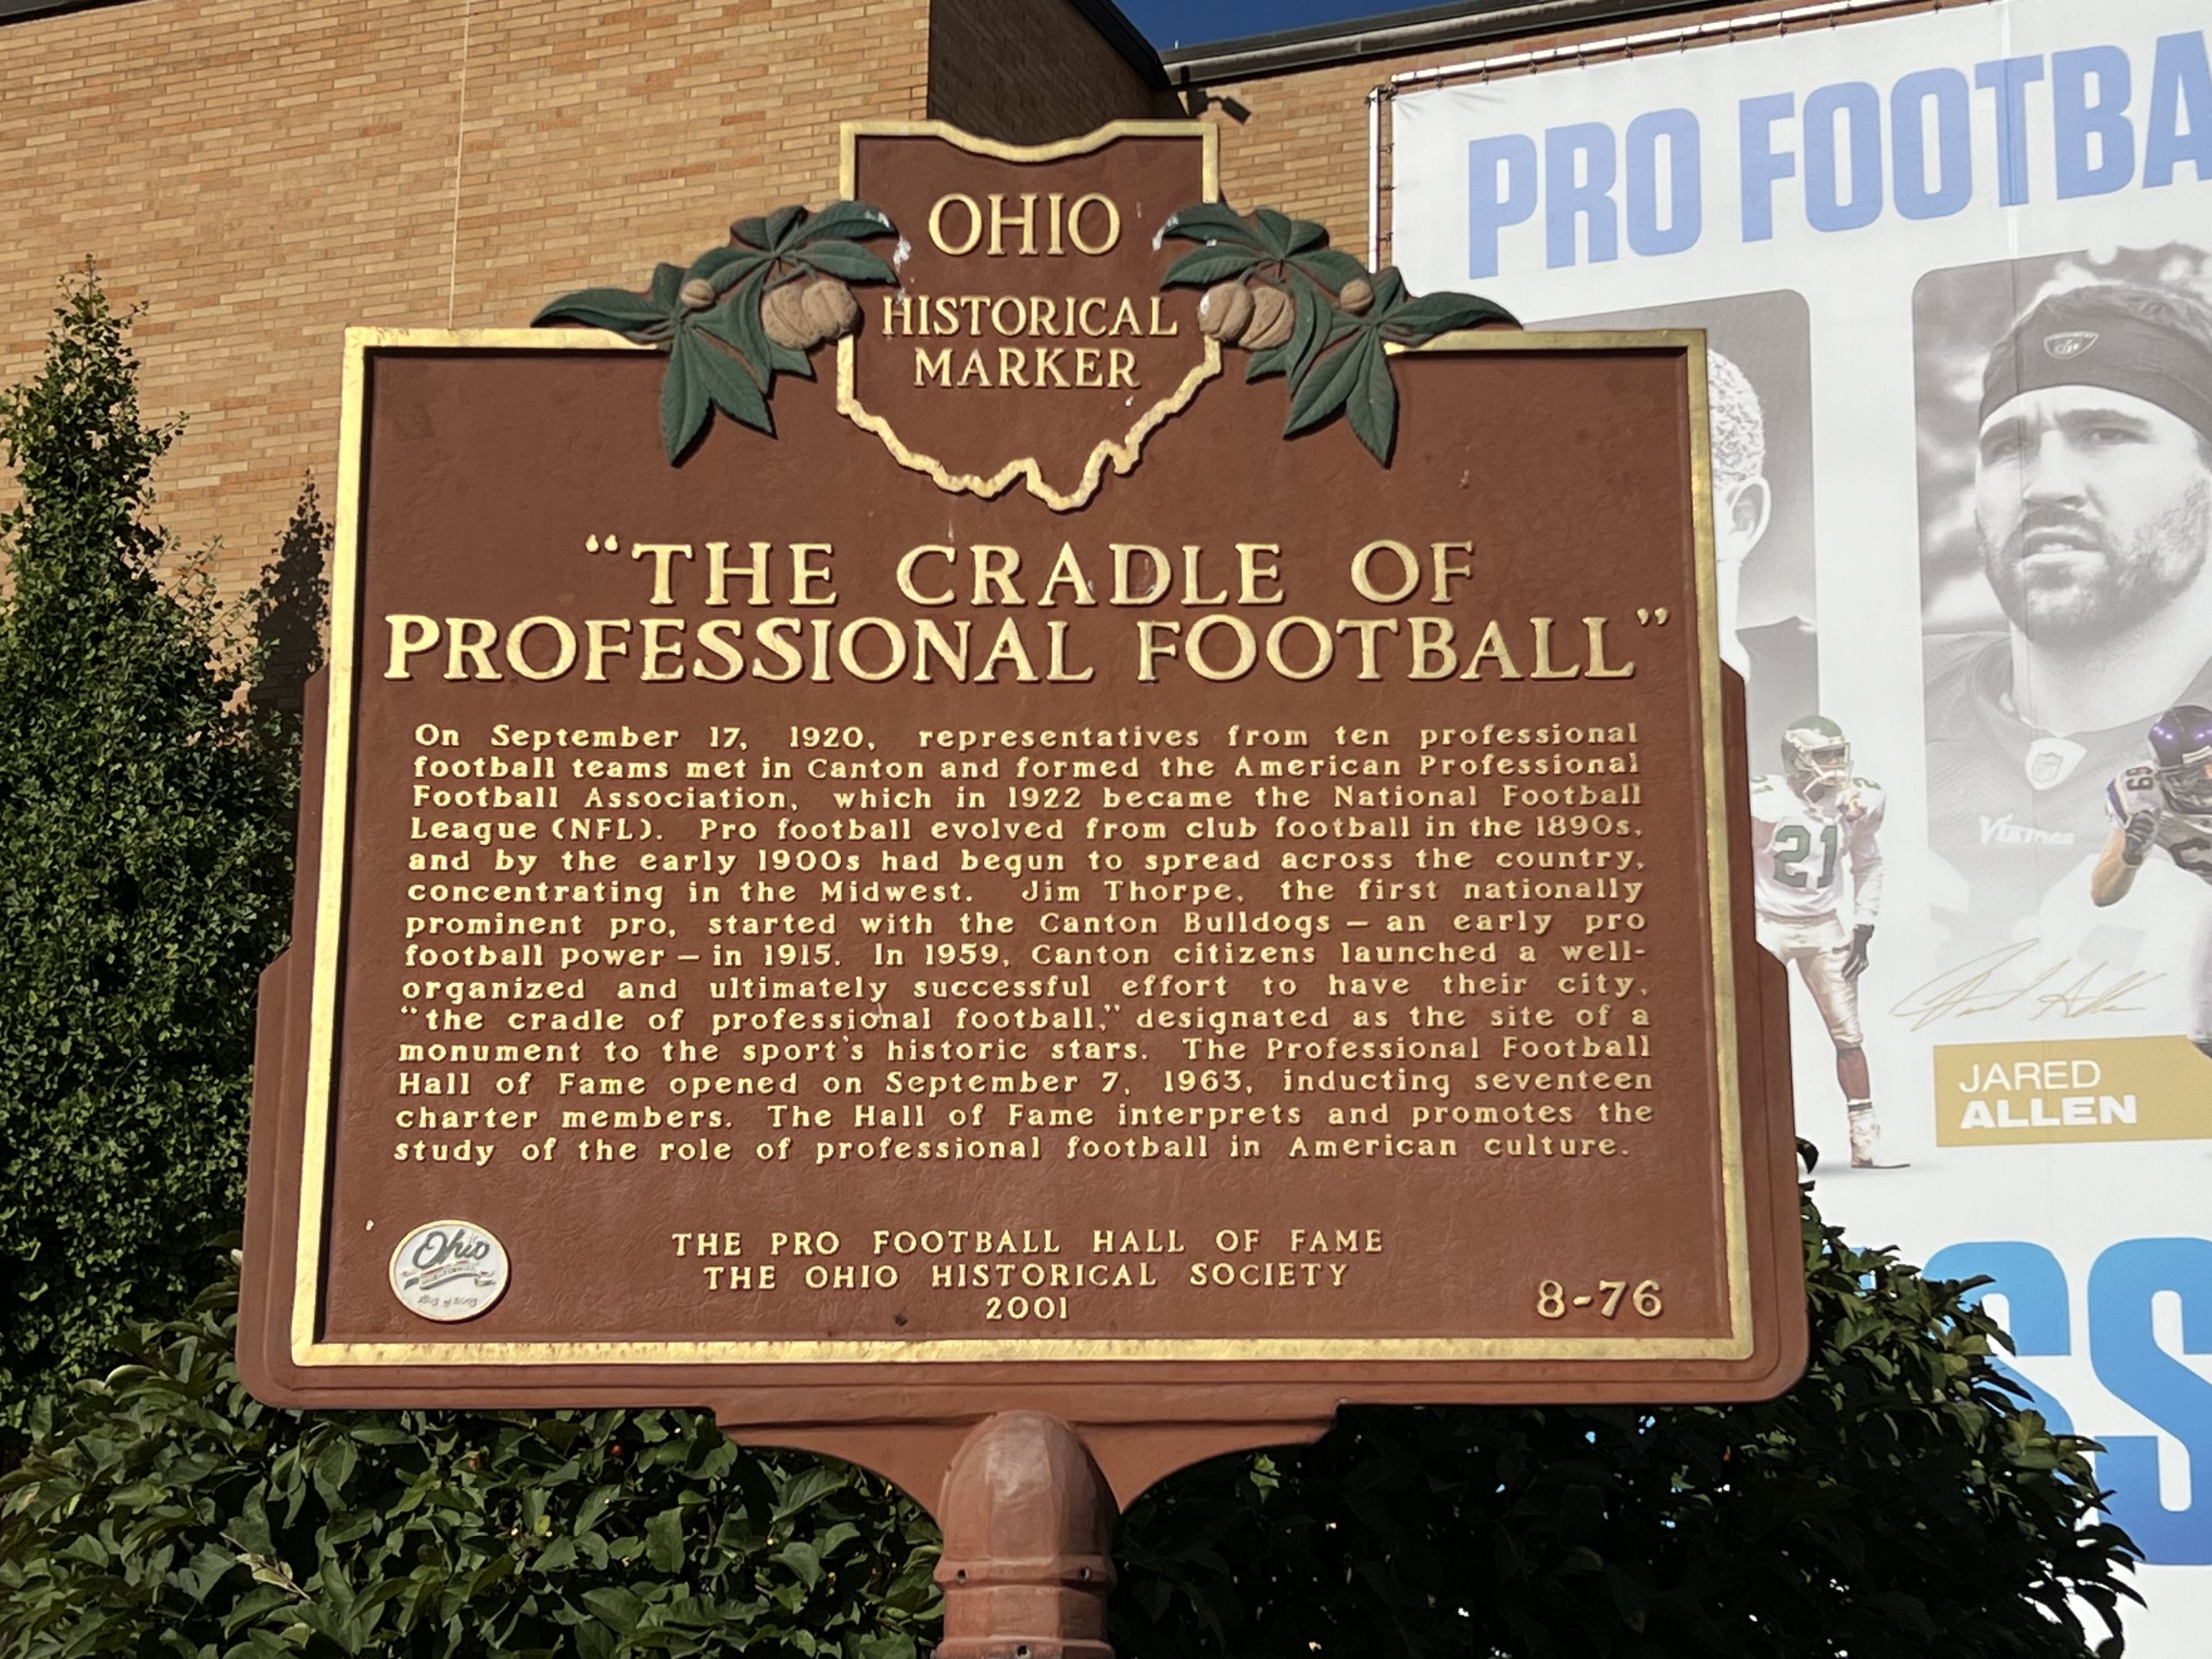 OHIO
HISTORICAL
MARKER
“THE CRADLE OF
PROFESSIONAL FOOTBALL”
On September 17, 1920, representatives from ten professional
football teams met in Canton and formed the American Professional
Football Association, which in 1922 became the National Football
League (NFL). Pro football evolved from club football in the 1890s,
and by the early 1900s had begun to spread across the country,
concentrating in the Midwest. Jim Thorpe, the first nationally
prominent pro, started with the Canton Bulldogs — an early pro
football power — in 1915. In 1959, Canton citizens launched a well-
organized and ultimately successful effort to have their city,
“the cradle of professional football,” designated as the site of a
monument to the sport's historic stars. The Professional Football
Hall of Fame opened on September 7, 1963, inducting seventeen
charter members. The Hall of Fame interprets and promotes the
study of the role of professional football in American culture.
Ohio
THE PRO FOOTBALL HALL OF FAME
THE OHIO HISTORICAL SOCIETY
2001
8-76
PRO FOOTBA
Vikings
21
69
JARED
ALLEN
SS